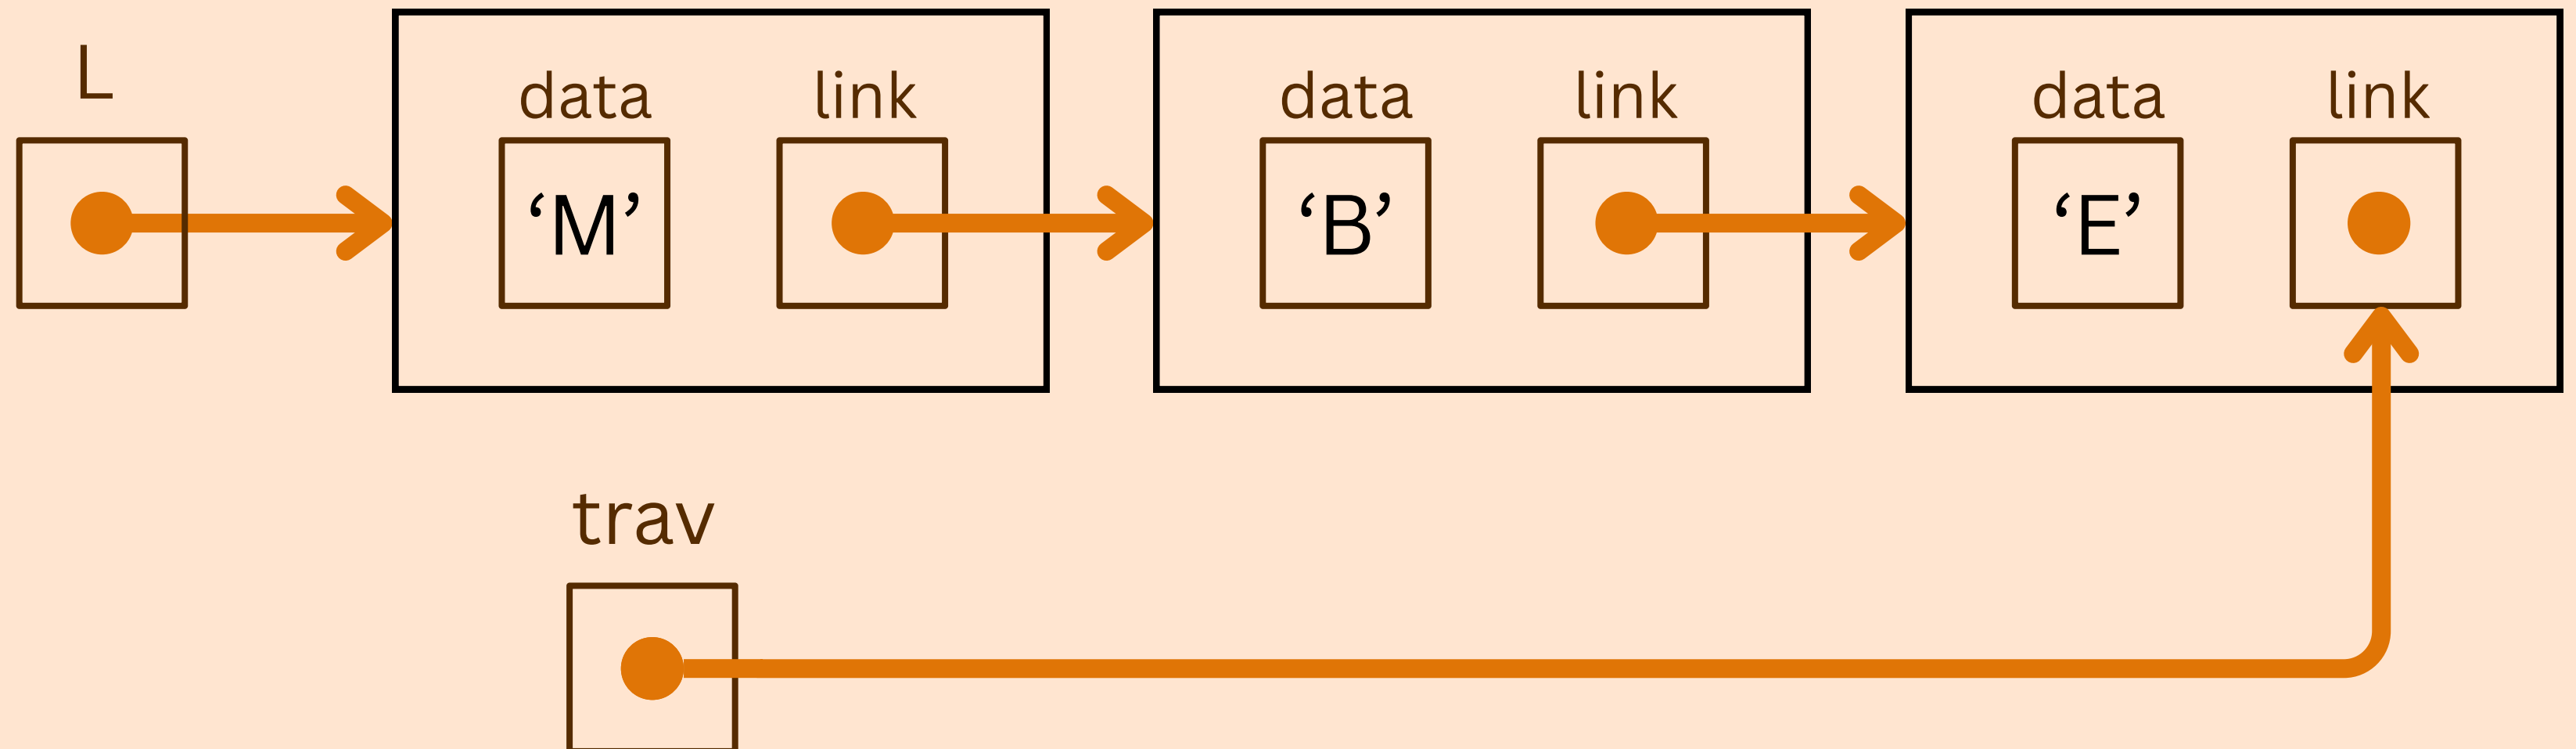 L
data link data link data link
‘M’ ‘B’ ‘E’
trav